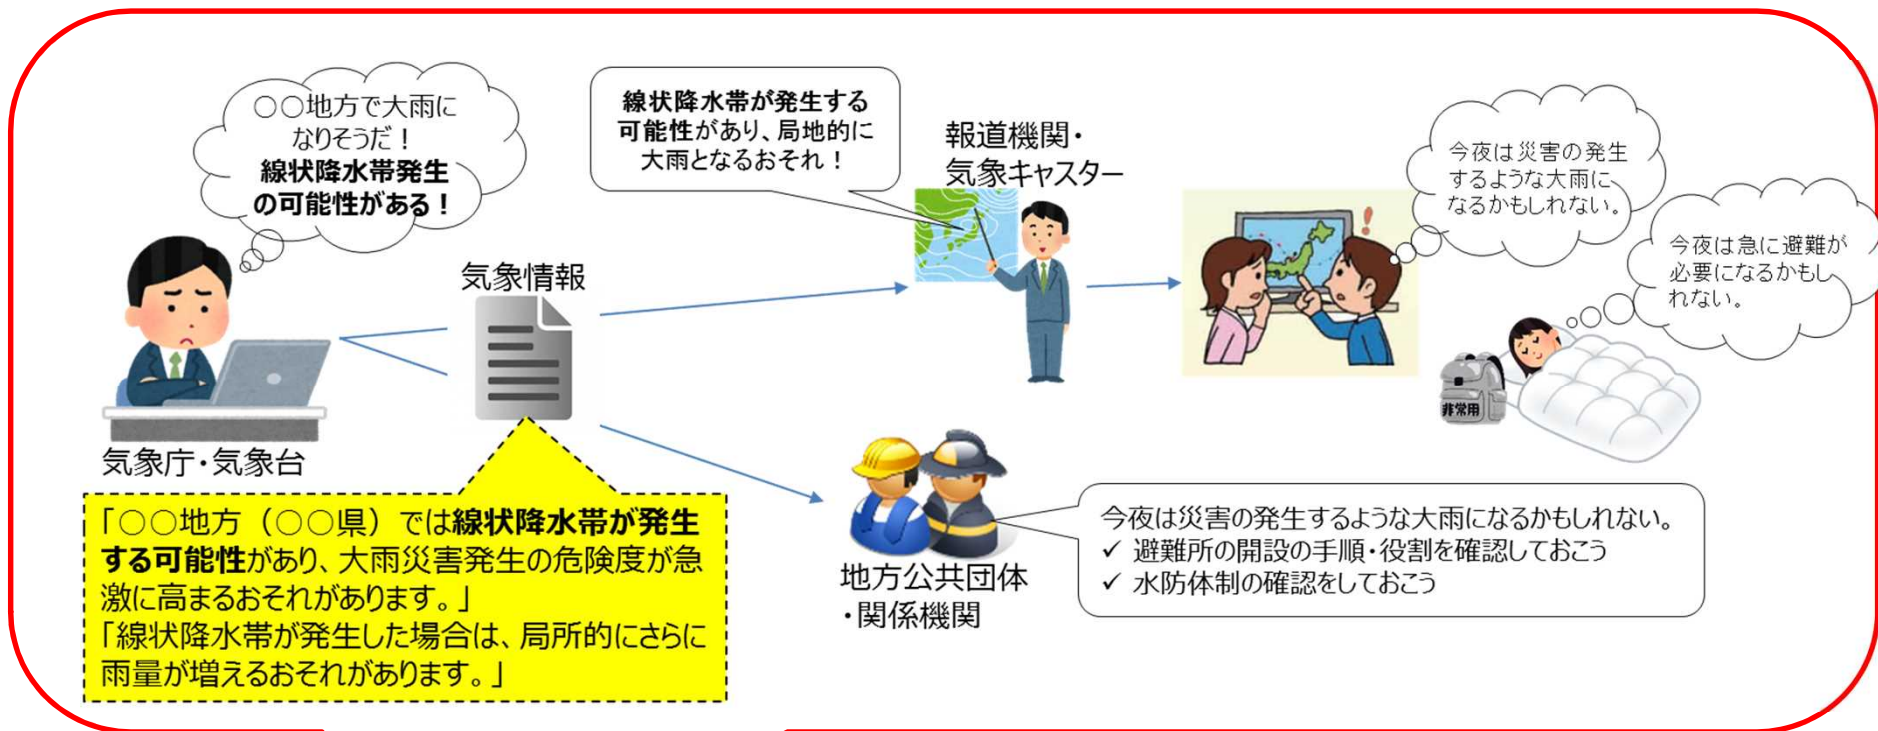 ○○地方で大雨に
なりそうだ！
線状降水帯発生
の可能性がある！
気象庁・気象台
気象情報
「○○地方（○○県）では線状降水帯が発生
する可能性があり、大雨災害発生の危険度が急
激に高まるおそれがあります。」
「線状降水帯が発生した場合は、局所的にさらに
雨量が増えるおそれがあります。」
線状降水帯が発生する
可能性があり、局地的に
大雨となるおそれ！
報道機関・
気象キャスター
今夜は災害の発生
するような大雨に
なるかもしれない。
今夜は急に避難が
必要になるかもし
れない。
非常用
地方公共団体
・関係機関
今夜は災害の発生するような大雨になるかもしれない。
✓ 避難所の開設の手順・役割を確認しておこう
✓ 水防体制の確認をしておこう